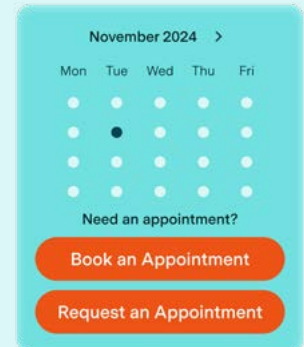 November 2024 >
Mon Tue Wed Thu Fri
Need an appointment?
Book an Appointment
Request an Appointment